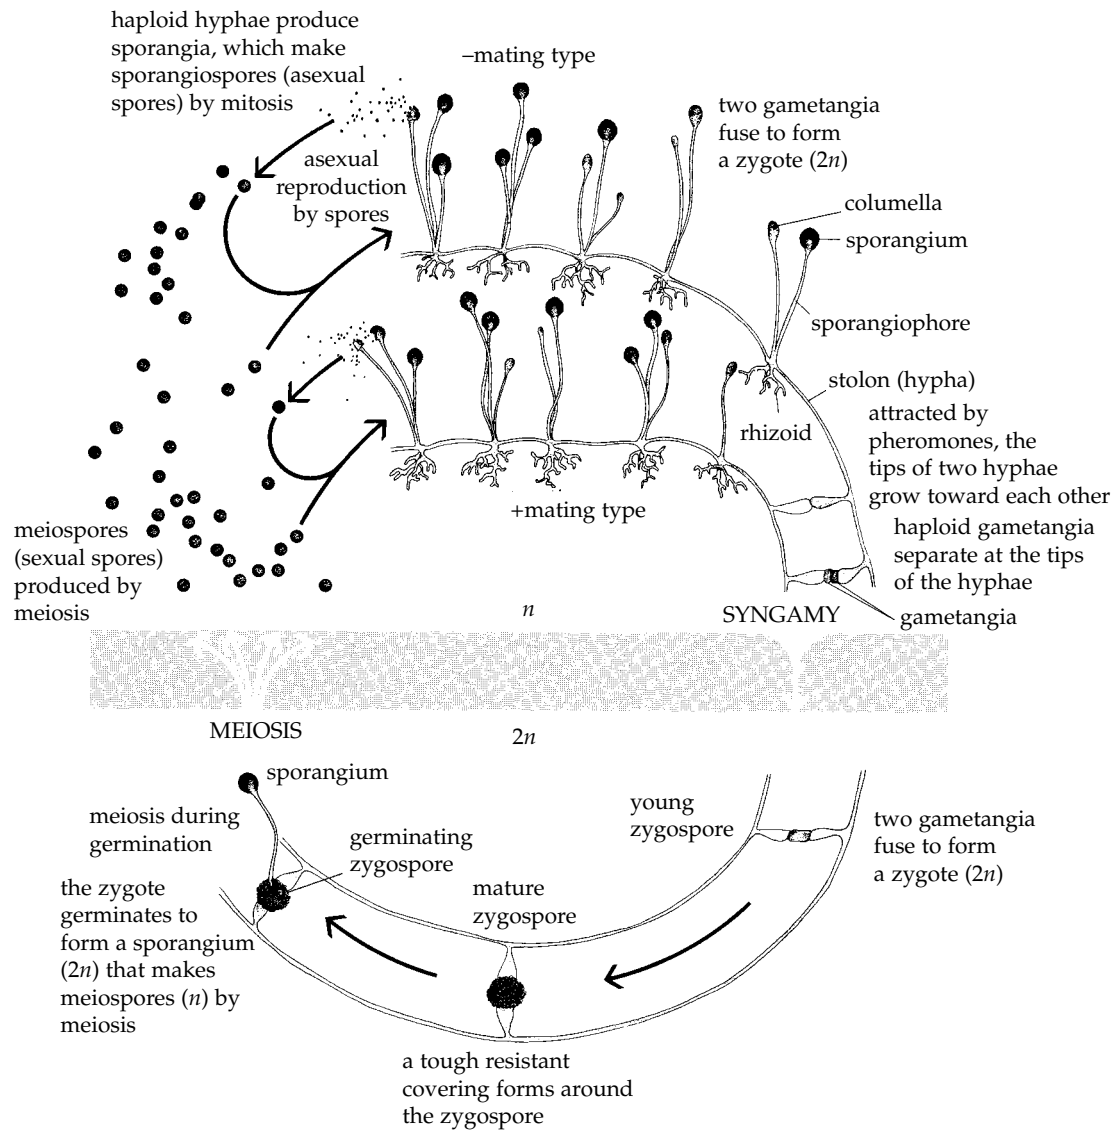 haploid hyphae produce
sporangia, which make
sporangiospores (asexual
spores) by mitosis
–mating type
two gametangia
fuse to form
a zygote (2n)
asexual
reproduction
by spores
columella
sporangium
sporangiophore
stolon (hypha)
rhizoid
attracted by
pheromones, the
tips of two hyphae
grow toward each other
+mating type
haploid gametangia
separate at the tips
of the hyphae
meiospores
(sexual spores)
produced by
meiosis
n
SYNGAMY
gametangia
MEIOSIS
2n
sporangium
meiosis during
germination
germinating
zygospore
young
zygospore
two gametangia
fuse to form
a zygote (2n)
the zygote
germinates to
form a sporangium
(2n) that makes
meiospores (n) by
meiosis
mature
zygospore
a tough resistant
covering forms around
the zygospore